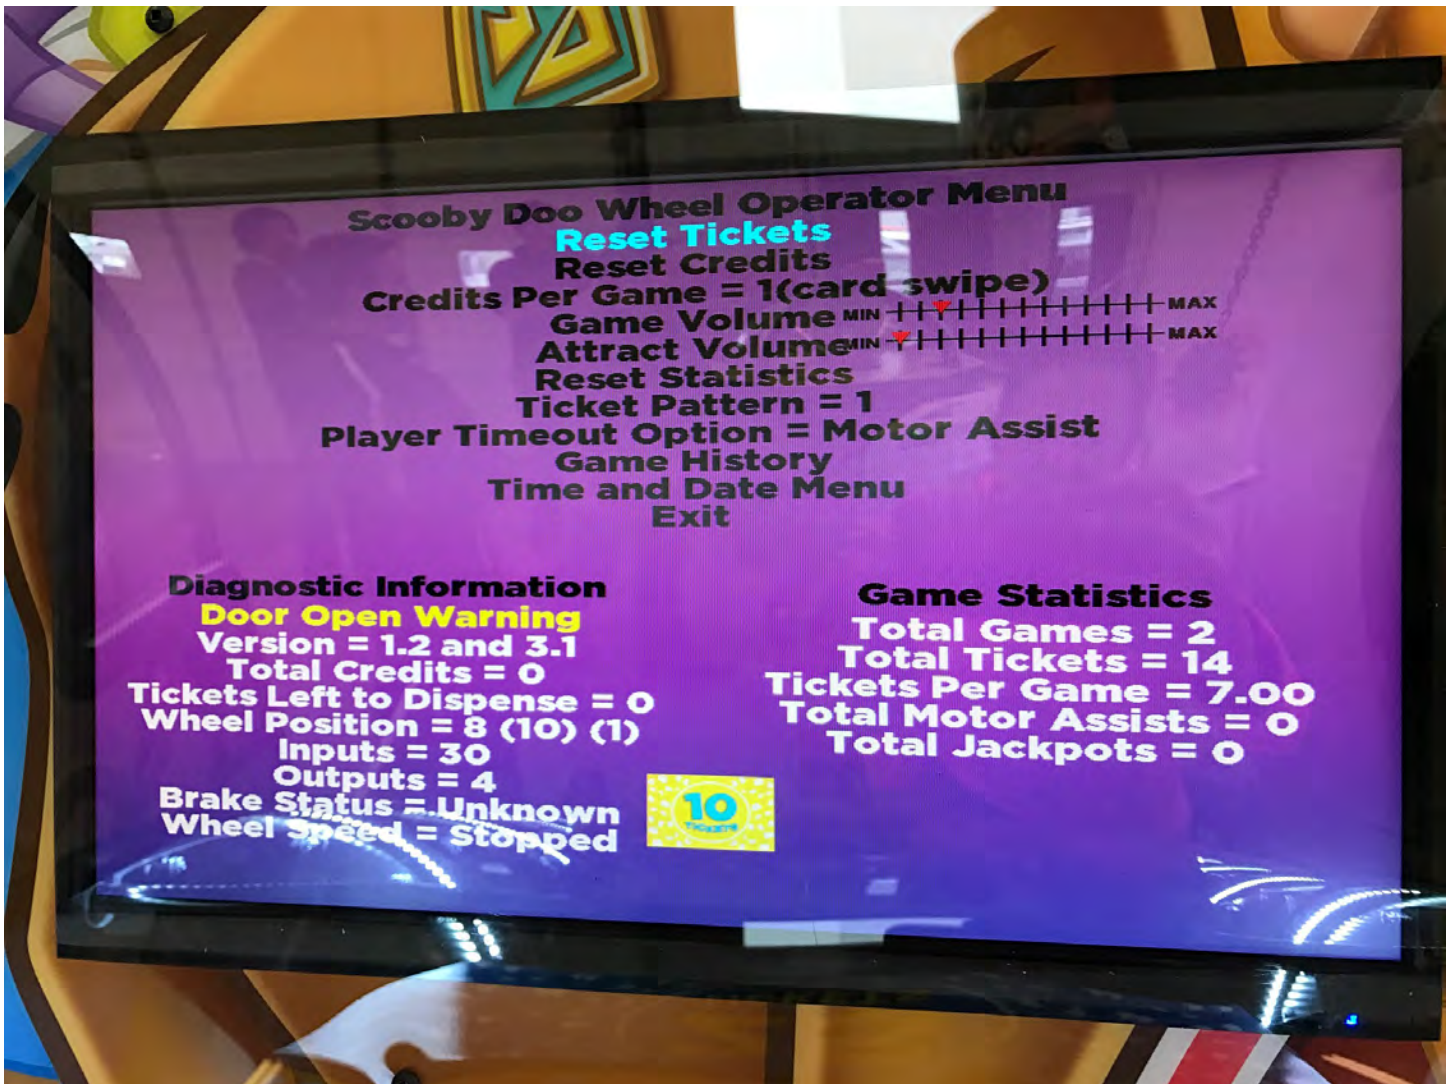 Scooby Doo Wheel Operator Menu
Reset Tickets
Reset Credits
Credits Per Game = 1(card swipe)
Game Volume MIN MAX
Attract Volume MIN MAX
Reset Statistics
Ticket Pattern = 1
Player Timeout Option = Motor Assist
Game History
Time and Date Menu
Exit
Diagnostic Information
Door Open Warning
Version = 1.2 and 3.1
Total Credits = 0
Tickets Left to Dispense = 0
Wheel Position = 8 (10) (1)
Inputs = 30
Outputs = 4
Brake Status = Unknown
Wheel Speed = Stopped
10
TICKETS
Game Statistics
Total Games = 2
Total Tickets = 14
Tickets Per Game = 7.00
Total Motor Assists = 0
Total Jackpots = 0